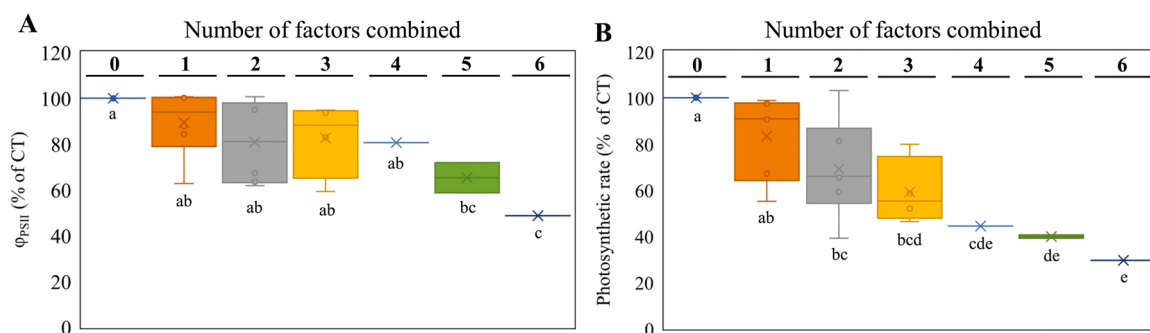 A
Number of factors combined
0 1 2 3 4 5 6
φPSII (% of CT)
120
100
80
60
40
20
0
a
ab
ab
ab
ab
bc
c
B
Number of factors combined
0 1 2 3 4 5 6
Photosynthetic rate (% of CT)
120
100
80
60
40
20
0
a
ab
bc
bcd
cde
de
e